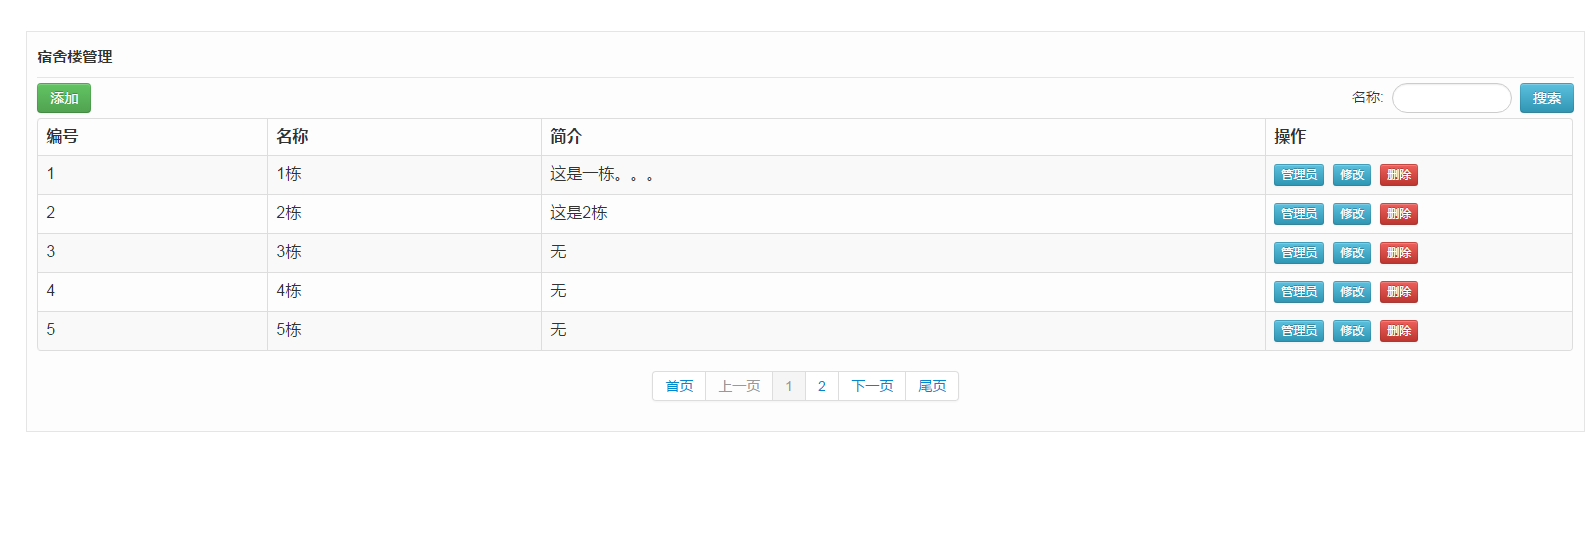 宿舍楼管理
添加 名称: 搜索
编号 名称 简介 操作
1 1栋 这是一栋。。。 管理员 修改 删除
2 2栋 这是2栋 管理员 修改 删除
3 3栋 无 管理员 修改 删除
4 4栋 无 管理员 修改 删除
5 5栋 无 管理员 修改 删除
首页 上一页 1 2 下一页 尾页